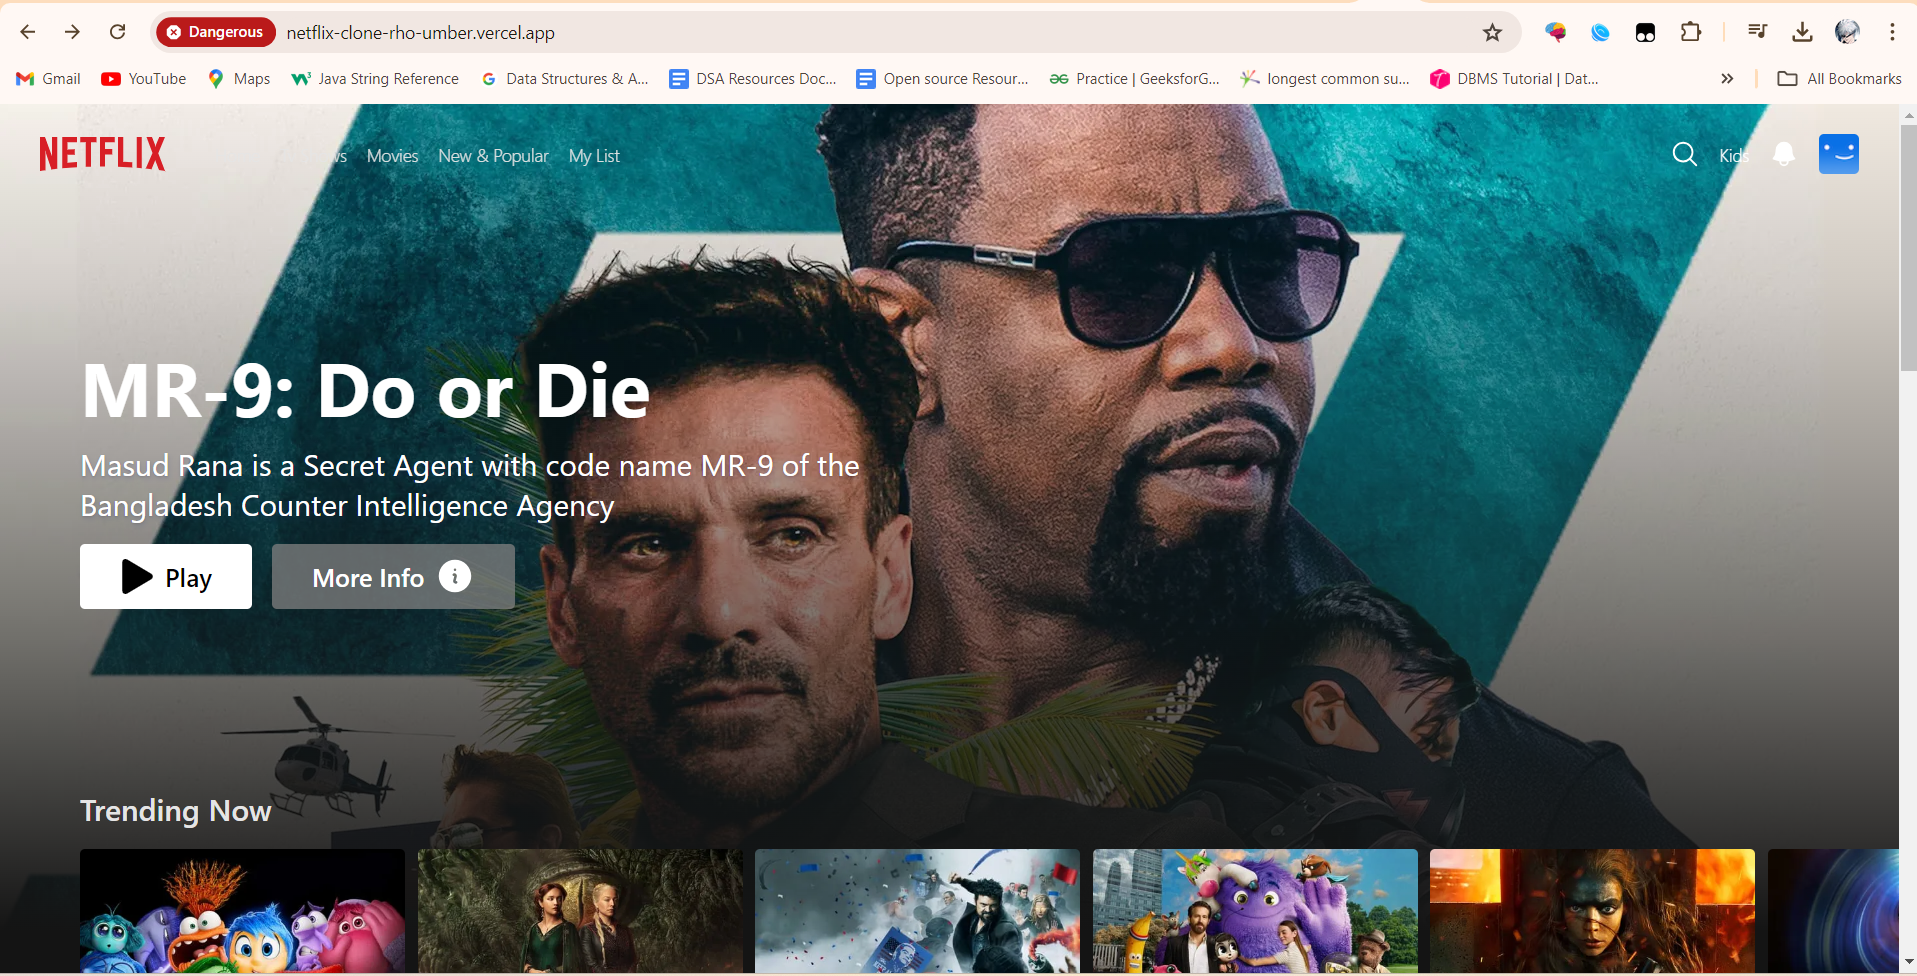 Dangerous netflix-clone-rho-umber.vercel.app
Gmail YouTube Maps Java String Reference Data Structures & A... DSA Resources Doc... Open source Resour... Practice | GeeksforG... longest common su... DBMS Tutorial | Dat... All Bookmarks
NETFLIX Movies New & Popular My List Kids
MR-9: Do or Die
Masud Rana is a Secret Agent with code name MR-9 of the
Bangladesh Counter Intelligence Agency
Play More Info
Trending Now